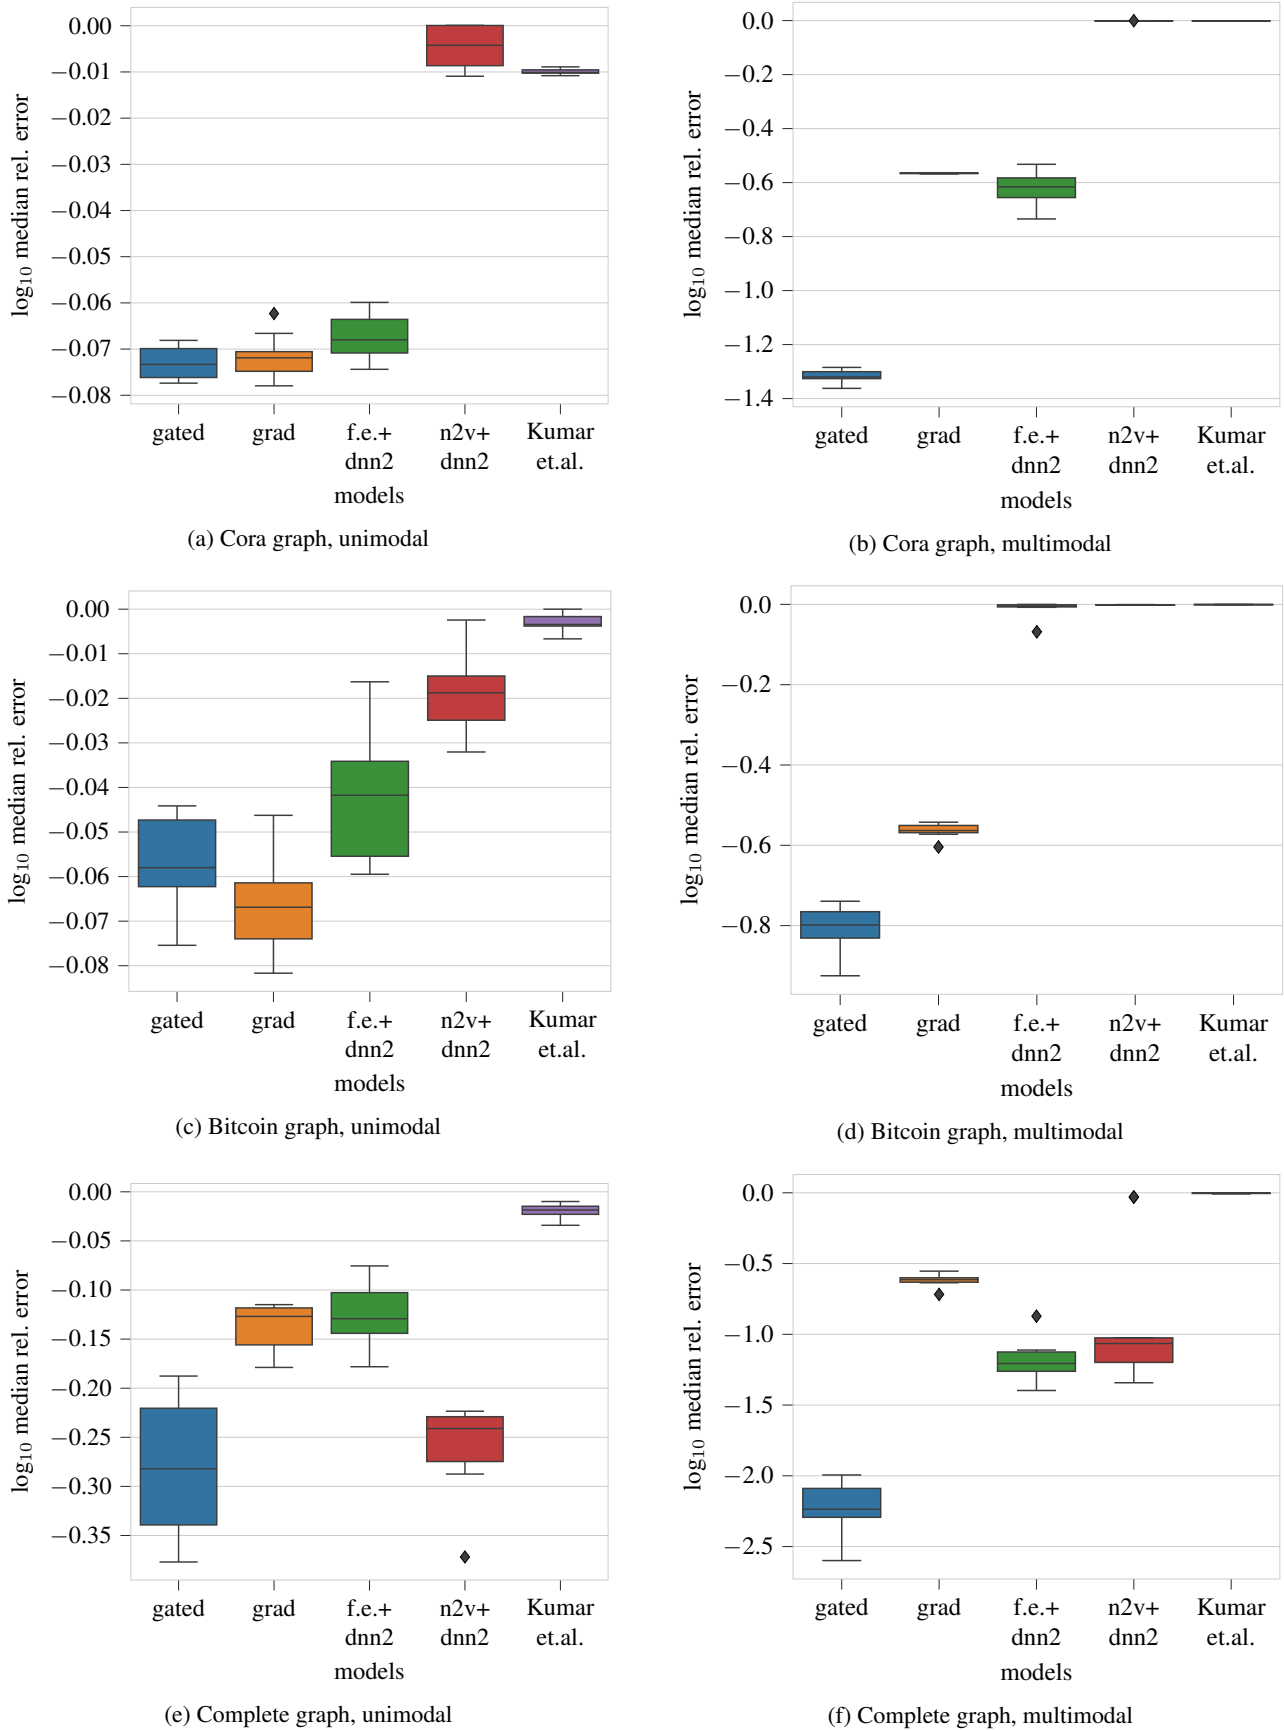 0.00
−0.01
−0.02
−0.03
−0.04
−0.05
−0.06
−0.07
−0.08
log10 median rel. error
gated grad f.e.+ n2v+ Kumar
dnn2 dnn2 et.al.
models
(a) Cora graph, unimodal
0.0
−0.2
−0.4
−0.6
−0.8
−1.0
−1.2
−1.4
log10 median rel. error
gated grad f.e.+ n2v+ Kumar
dnn2 dnn2 et.al.
models
(b) Cora graph, multimodal
0.00
−0.01
−0.02
−0.03
−0.04
−0.05
−0.06
−0.07
−0.08
log10 median rel. error
gated grad f.e.+ n2v+ Kumar
dnn2 dnn2 et.al.
models
(c) Bitcoin graph, unimodal
0.0
−0.2
−0.4
−0.6
−0.8
log10 median rel. error
gated grad f.e.+ n2v+ Kumar
dnn2 dnn2 et.al.
models
(d) Bitcoin graph, multimodal
0.00
−0.05
−0.10
−0.15
−0.20
−0.25
−0.30
−0.35
log10 median rel. error
gated grad f.e.+ n2v+ Kumar
dnn2 dnn2 et.al.
models
(e) Complete graph, unimodal
0.0
−0.5
−1.0
−1.5
−2.0
−2.5
log10 median rel. error
gated grad f.e.+ n2v+ Kumar
dnn2 dnn2 et.al.
models
(f) Complete graph, multimodal